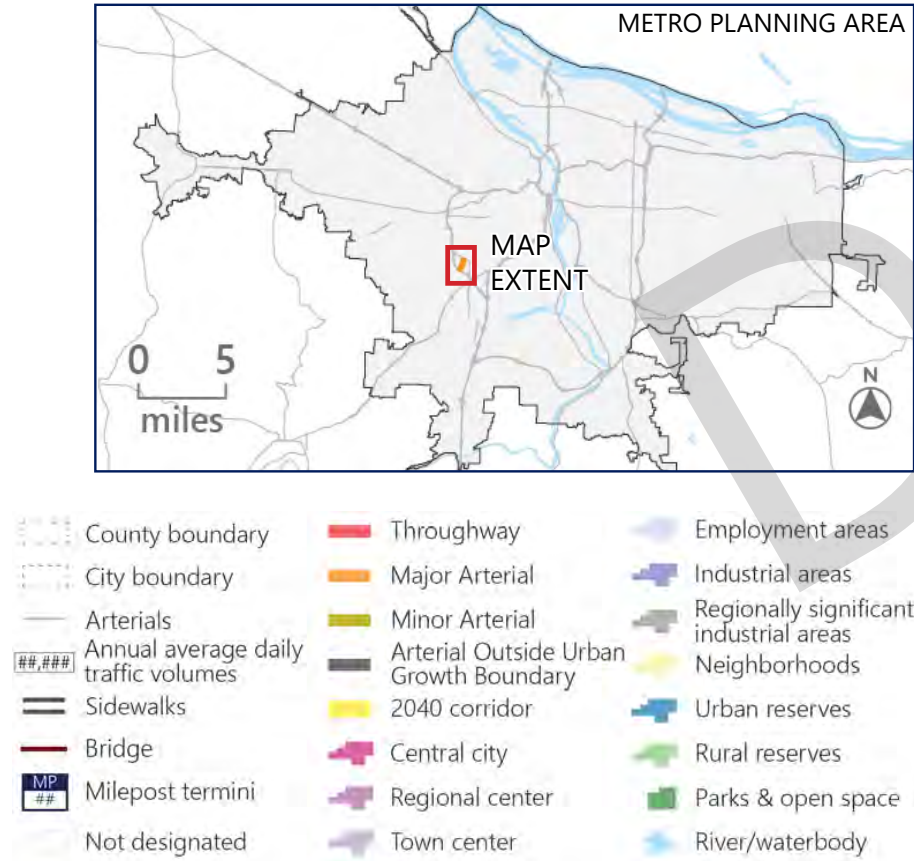 METRO PLANNING AREA
MAP
EXTENT
0 5
miles
N
County boundary
City boundary
Arterials
##,###
Annual average daily
traffic volumes
Sidewalks
Bridge
MP
##
Milepost termini
Not designated
Throughway
Major Arterial
Minor Arterial
Arterial Outside Urban
Growth Boundary
2040 corridor
Central city
Regional center
Town center
Employment areas
Industrial areas
Regionally significant
industrial areas
Neighborhoods
Urban reserves
Rural reserves
Parks & open space
River/waterbody